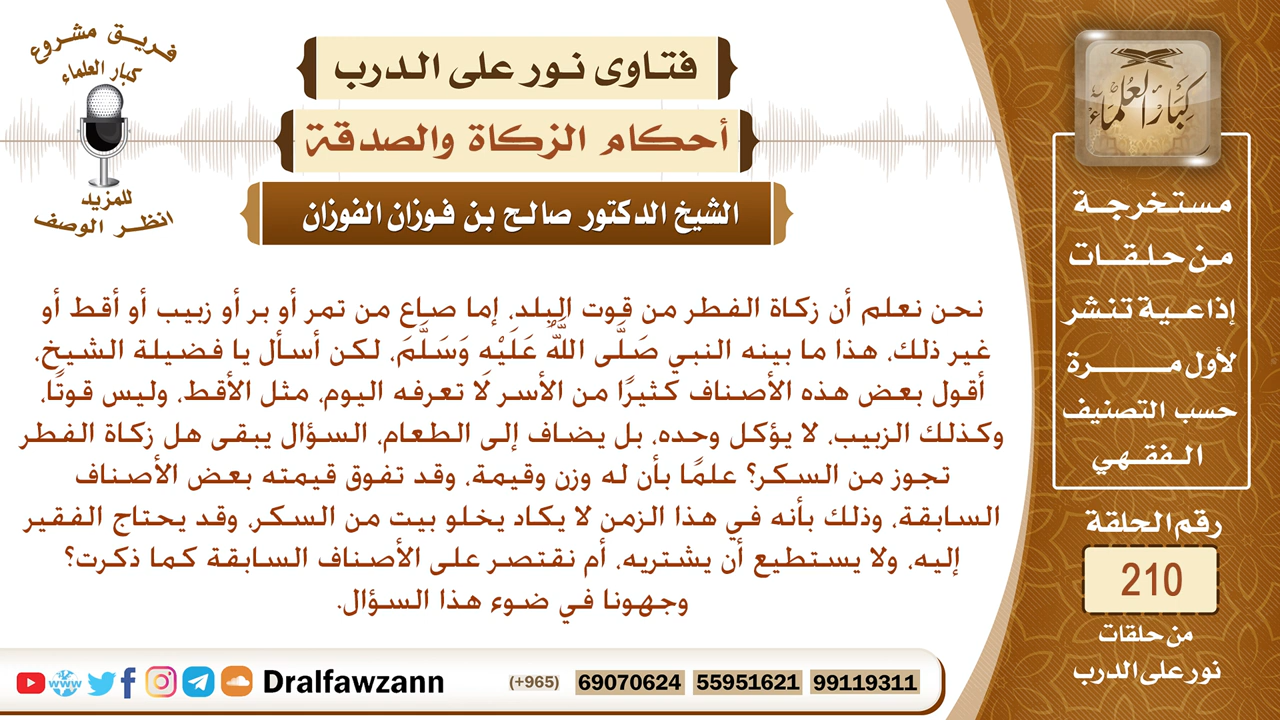 فريق مشروع
كبار العلماء
للمزيد
انظر الوصف
فتاوى نور على الدرب
أحكام الزكاة والصدقة
الشيخ الدكتور صالح بن فوزان الفوزان
نحن نعلم أن زكاة الفطر من قوت البلد، إما صاع من تمر أو بر أو زبيب أو أقط أو
غير ذلك، هذا ما بينه النبي صَلَّى اللَّهُ عَلَيْهِ وَسَلَّمَ، لكن أسأل يا فضيلة الشيخ،
أقول بعض هذه الأصناف كثيرًا من الأسر لَا تعرفه اليوم، مثل الأقط، وليس قوتًا،
وكذلك الزبيب، لا يؤكل وحده، بل يضاف إلى الطعام، السؤال يبقى هل زكاة الفطر
تجوز من السكر؟ علمًا بأن له وزن وقيمة، وقد تفوق قيمته بعض الأصناف
السابقة، وذلك بأنه في هذا الزمن لا يكاد يخلو بيت من السكر، وقد يحتاج الفقير
إليه، ولا يستطيع أن يشتريه، أم نقتصر على الأصناف السابقة كما ذكرت؟
وجهونا في ضوء هذا السؤال.
كبار العلماء
مستخرجة
من حلقات
إذاعية تنشر
لأول مرة
حسب التصنيف
الفقهي
رقم الحلقة
210
من حلقات
نور على الدرب
Dralfawzann (+965) 69070624 55951621 99119311